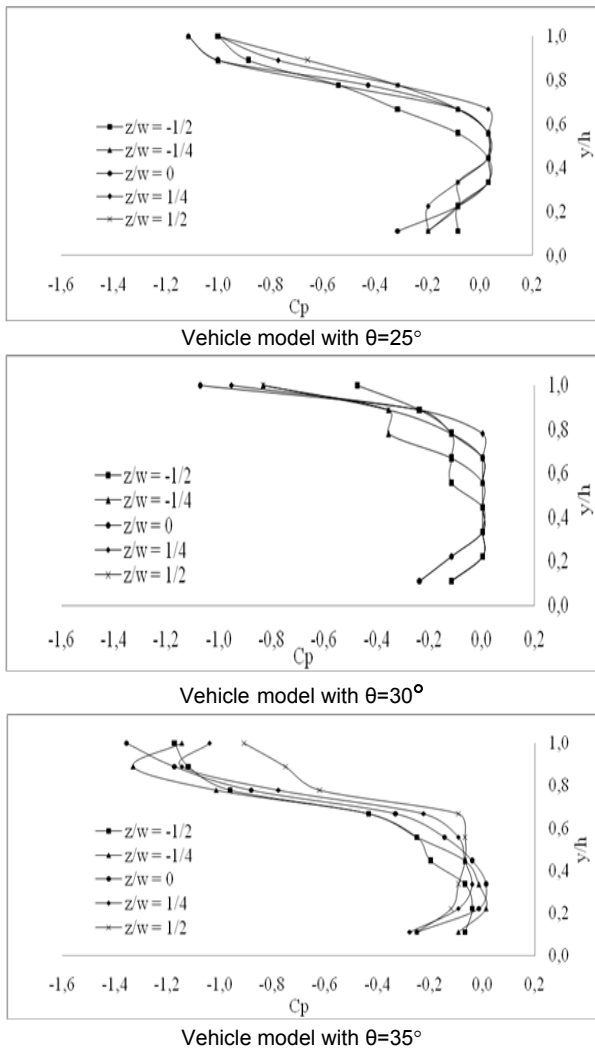 1,0
0,8
0,6
0,4
0,2
0,0
y/h
z/w = -1/2
z/w = -1/4
z/w = 0
z/w = 1/4
z/w = 1/2
-1,6 -1,4 -1,2 -1,0 -0,8 -0,6 -0,4 -0,2 0,0 0,2
Cp
Vehicle model with θ=25°
1,0
0,8
0,6
0,4
0,2
0,0
y/h
z/w = -1/2
z/w = -1/4
z/w = 0
z/w = 1/4
z/w = 1/2
-1,6 -1,4 -1,2 -1,0 -0,8 -0,6 -0,4 -0,2 0,0 0,2
Cp
Vehicle model with θ=30°
1,0
0,8
0,6
0,4
0,2
0,0
y/h
z/w = -1/2
z/w = -1/4
z/w = 0
z/w = 1/4
z/w = 1/2
-1,6 -1,4 -1,2 -1,0 -0,8 -0,6 -0,4 -0,2 0,0 0,2
Cp
Vehicle model with θ=35°